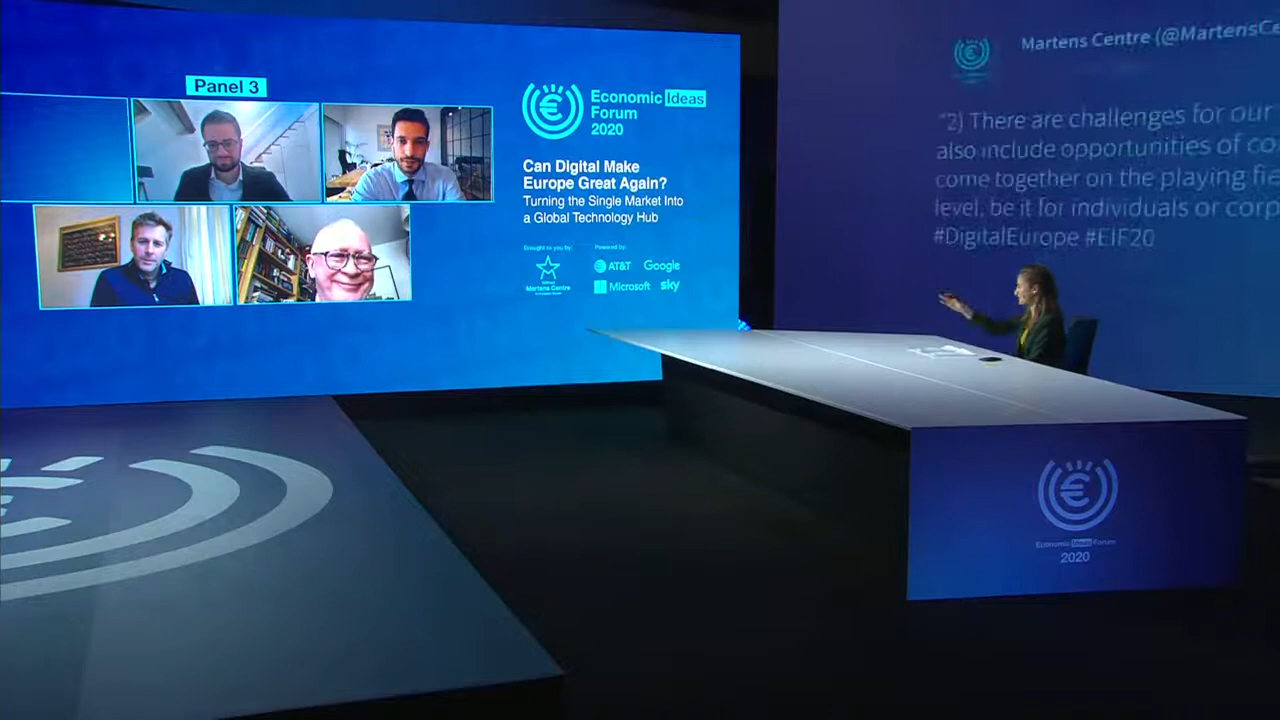 Panel 3
Economic Ideas
Forum
2020
Can Digital Make
Europe Great Again?
Turning the Single Market Into
a Global Technology Hub
Brought to you by:
Powered by:
Martens Centre
AT&T
Google
Microsoft
sky
Martens Centre (@MartensCe
"2) There are challenges for our
also include opportunities of co
come together on the playing fie
level, be it for individuals or corp
#DigitalEurope #EIF20
Economic Ideas Forum
2020